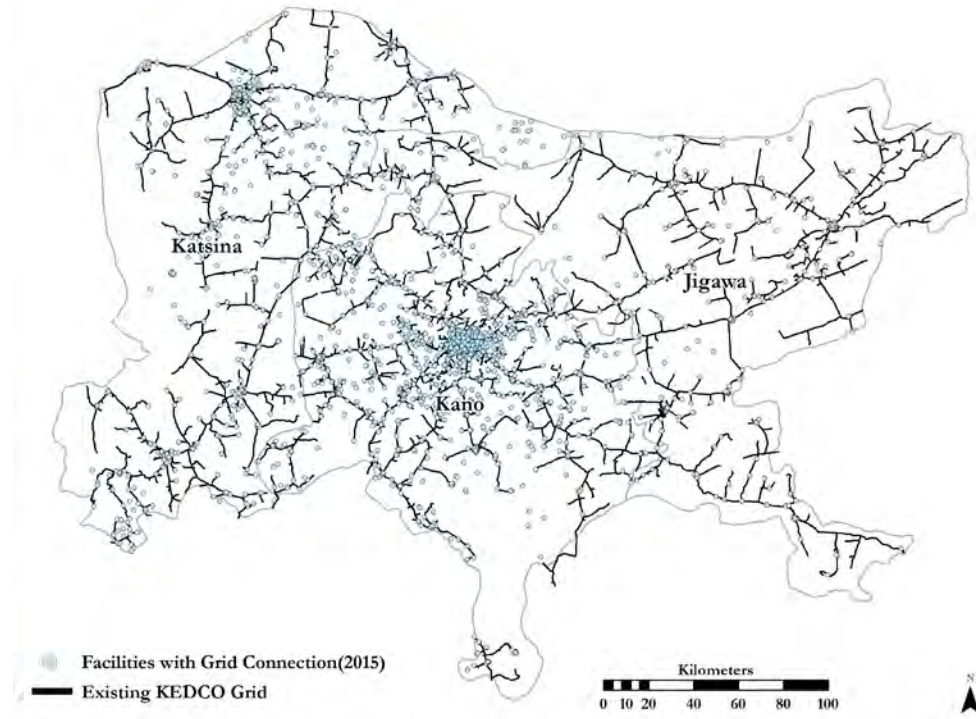 Katsina
Jigawa
Kano
Facilities with Grid Connection(2015)
Existing KEDCO Grid
Kilometers
0 10 20 40 60 80 100
N